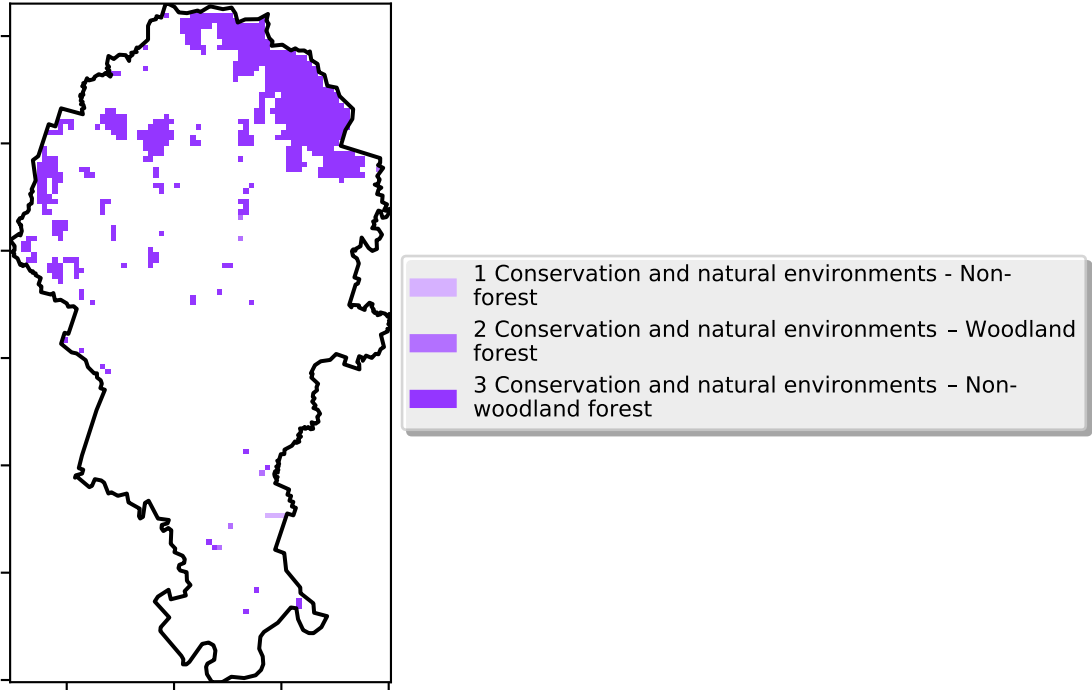 1 Conservation and natural environments - Non-
forest
2 Conservation and natural environments – Woodland
forest
3 Conservation and natural environments – Non-
woodland forest